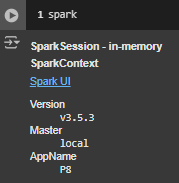 1 spark
SparkSession - in-memory
SparkContext
Spark UI
Version
v3.5.3
Master
local
AppName
P8